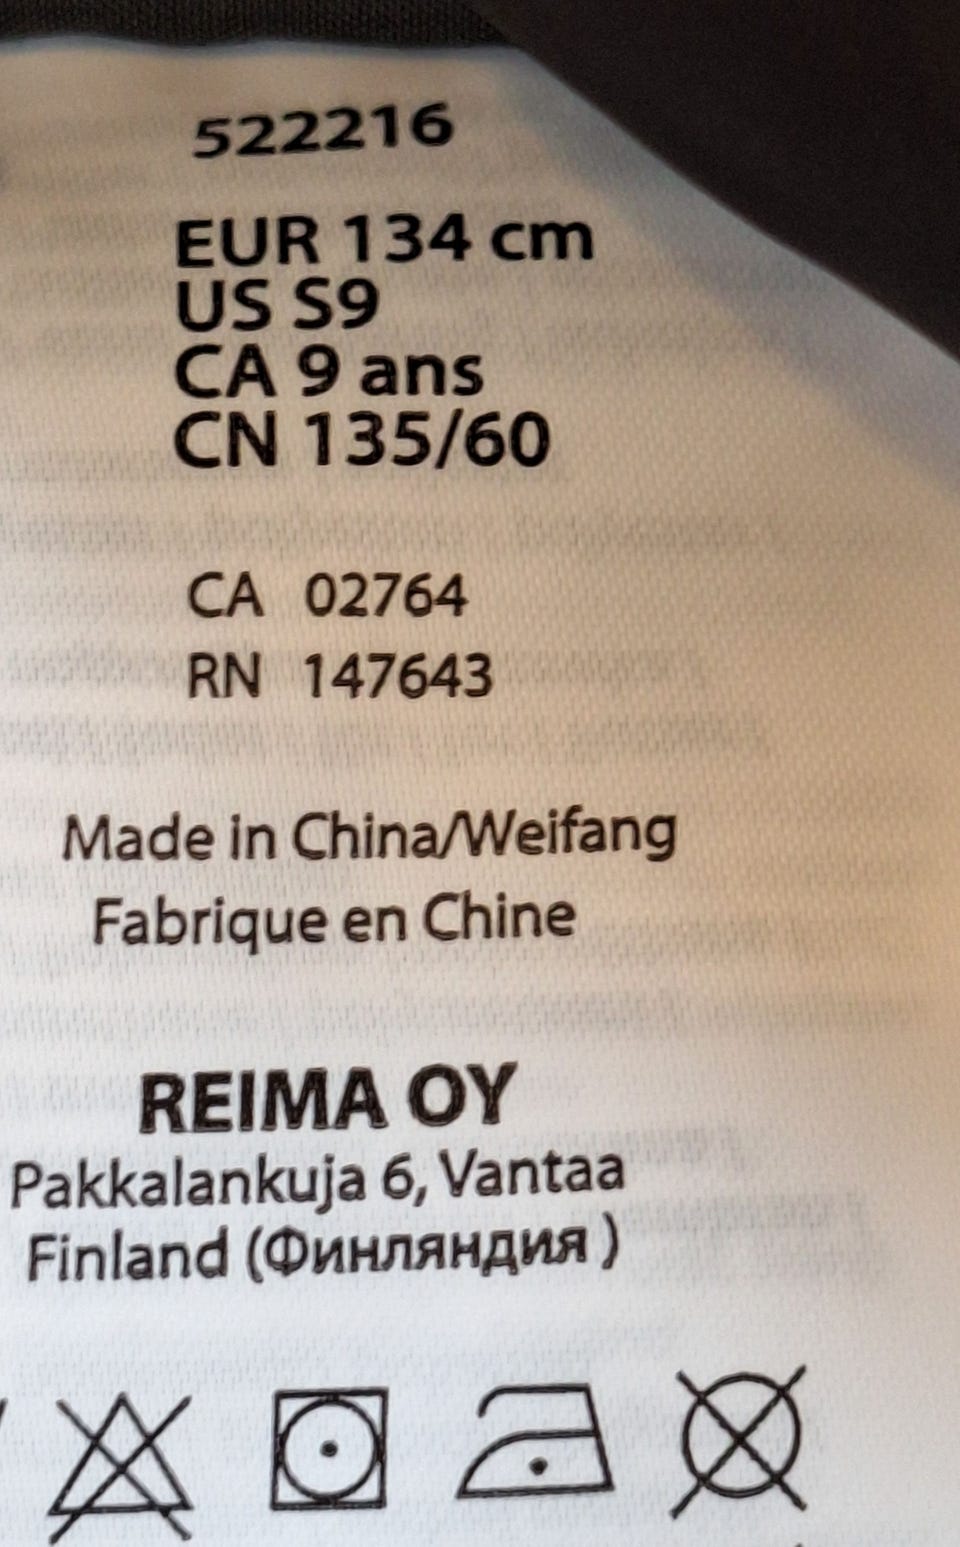 522216
EUR 134 cm
US S9
CA 9 ans
CN 135/60
CA 02764
RN 147643
Made in China/Weifang
Fabrique en Chine
REIMA OY
Pakkalankuja 6, Vantaa
Finland (Финляндия )